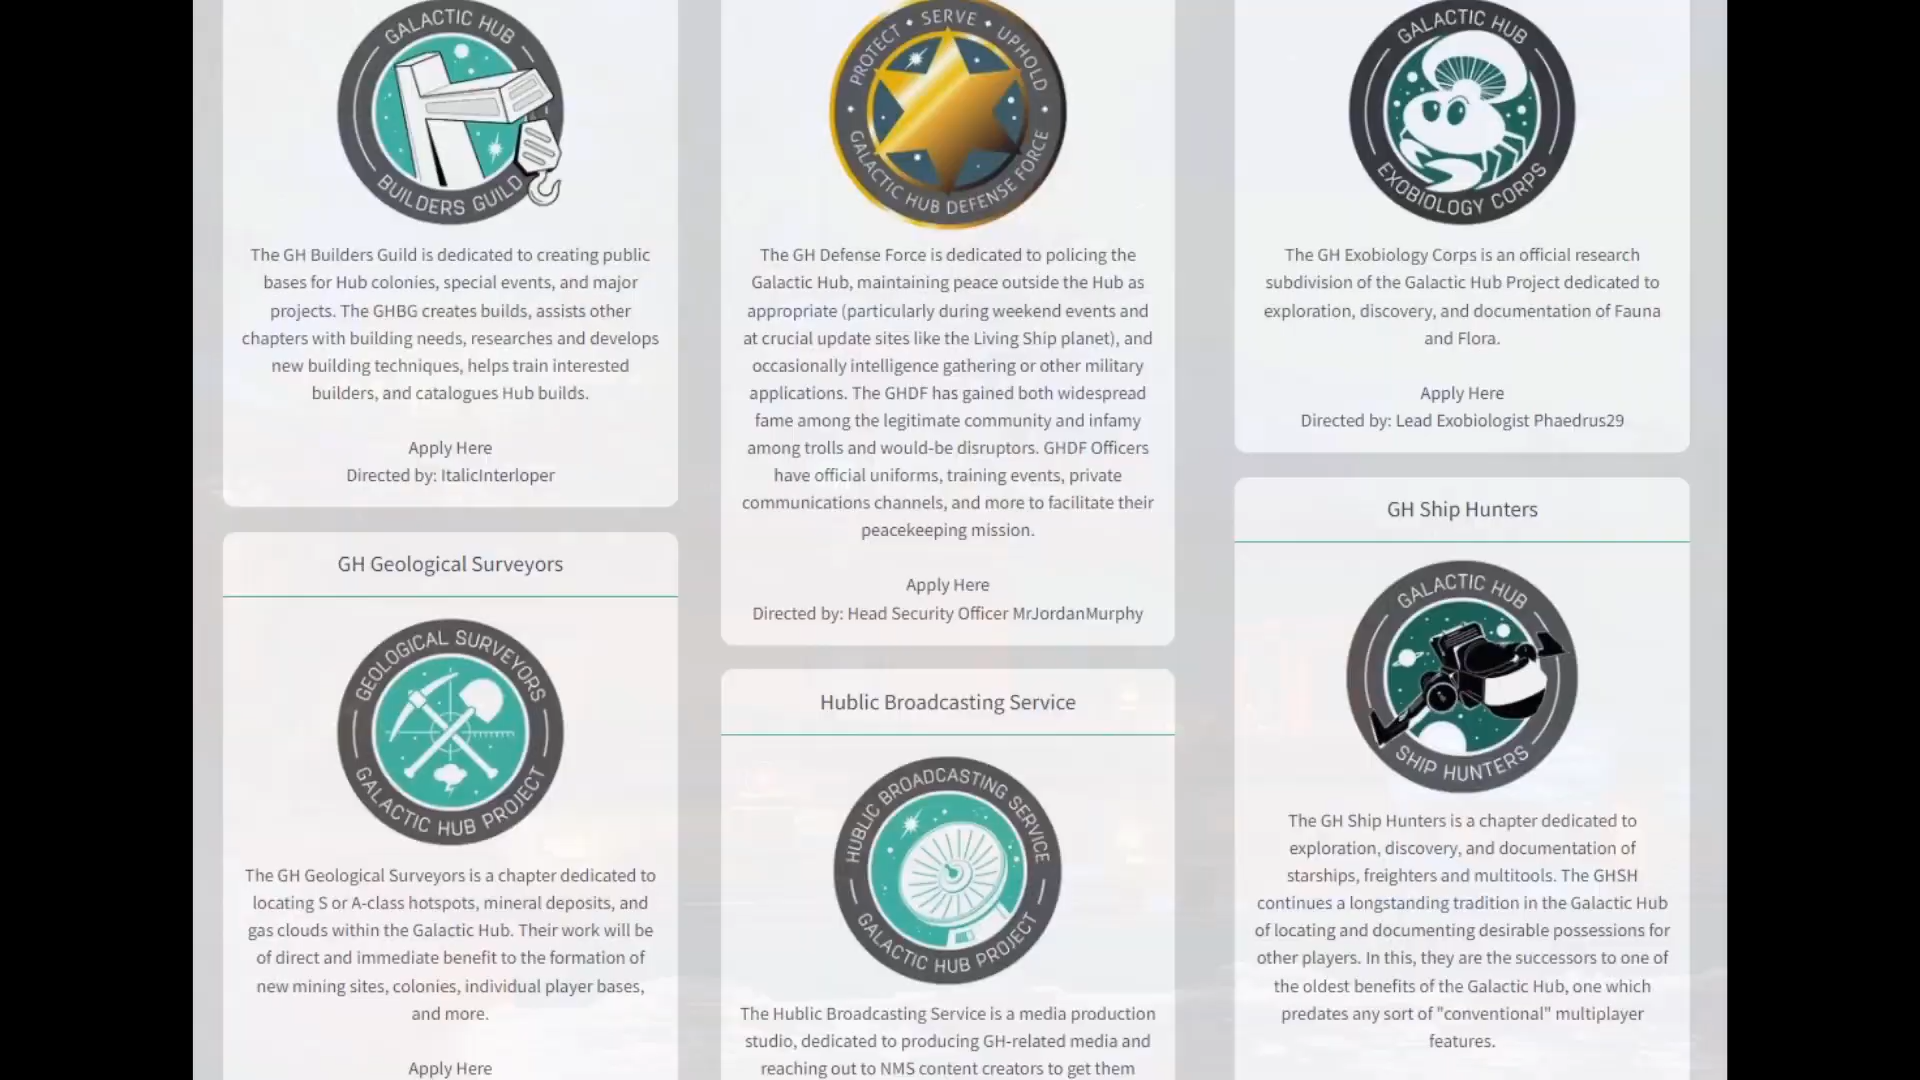 GALACTIC HUB
BUILDERS GUILD
The GH Builders Guild is dedicated to creating public
bases for Hub colonies, special events, and major
projects. The GHBG creates builds, assists other
chapters with building needs, researches and develops
new building techniques, helps train interested
builders, and catalogues Hub builds.
Apply Here
Directed by: ItalicInterloper
GH Geological Surveyors
GEOLOGICAL SURVEYORS
GALACTIC HUB PROJECT
The GH Geological Surveyors is a chapter dedicated to
locating S or A-class hotspots, mineral deposits, and
gas clouds within the Galactic Hub. Their work will be
of direct and immediate benefit to the formation of
new mining sites, colonies, individual player bases,
and more.
Apply Here
PROTECT • SERVE • UPHOLD
GALACTIC HUB DEFENSE FORCE
The GH Defense Force is dedicated to policing the
Galactic Hub, maintaining peace outside the Hub as
appropriate (particularly during weekend events and
at crucial update sites like the Living Ship planet), and
occasionally intelligence gathering or other military
applications. The GHDF has gained both widespread
fame among the legitimate community and infamy
among trolls and would-be disruptors. GHDF Officers
have official uniforms, training events, private
communications channels, and more to facilitate their
peacekeeping mission.
Apply Here
Directed by: Head Security Officer MrJordanMurphy
Hublic Broadcasting Service
HUBLIC BROADCASTING SERVICE
GALACTIC HUB PROJECT
The Hublic Broadcasting Service is a media production
studio, dedicated to producing GH-related media and
reaching out to NMS content creators to get them
GALACTIC HUB
EXOBIOLOGY CORPS
The GH Exobiology Corps is an official research
subdivision of the Galactic Hub Project dedicated to
exploration, discovery, and documentation of Fauna
and Flora.
Apply Here
Directed by: Lead Exobiologist Phaedrus29
GH Ship Hunters
GALACTIC HUB
SHIP HUNTERS
The GH Ship Hunters is a chapter dedicated to
exploration, discovery, and documentation of
starships, freighters and multitools. The GHSH
continues a longstanding tradition in the Galactic Hub
of locating and documenting desirable possessions for
other players. In this, they are the successors to one of
the oldest benefits of the Galactic Hub, one which
predates any sort of "conventional" multiplayer
features.